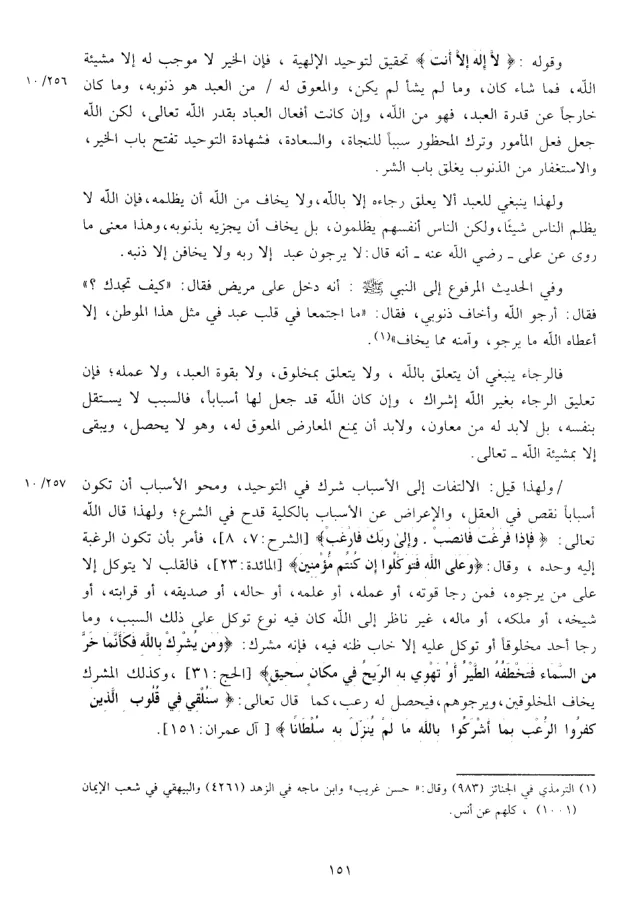 وقوله : ﴿ لاَ إِلَهَ إِلاَّ أَنتَ ﴾ تحقيق لتوحيد الإلهية ، فإن الخير لا موجب له إلا مشيئة
١٠/٢٥٦
الله، فما شاء كان، وما لم يشأ لم يكن، والمعوق له / من العبد هو ذنوبه، وما كان
خارجاً عن قدرة العبد، فهو من الله، وإن كانت أفعال العباد بقدر الله تعالى، لكن الله
جعل فعل المأمور وترك المحظور سبباً للنجاة، والسعادة، فشهادة التوحيد تفتح باب الخير،
والاستغفار من الذنوب يغلق باب الشر.
ولهذا ينبغي للعبد ألا يعلق رجاءه إلا بالله،ولا يخاف من الله أن يظلمه،فإن الله لا
يظلم الناس شيئًا،ولكن الناس أنفسهم يظلمون، بل يخاف أن يجزيه بذنوبه،وهذا معنى ما
روى عن على ـ رضي الله عنه ـ أنه قال:لا يرجون عبد إلا ربه ولا يخافن إلا ذنبه.
وفي الحديث المرفوع إلى النبي ﷺ : أنه دخل على مريض فقال: «كيف تجدك ؟»
فقال: أرجو الله وأخاف ذنوبي، فقال: «ما اجتمعا في قلب عبد في مثل هذا الموطن، إلا
أعطاه الله ما يرجو، وآمنه مما يخاف»(١).
فالرجاء ينبغي أن يتعلق بالله ، ولا يتعلق بمخلوق، ولا بقوة العبد، ولا عمله؛ فإن
تعليق الرجاء بغير الله إشراك ، وإن كان الله قد جعل لها أسباباً، فالسبب لا يستقل
بنفسه، بل لابد له من معاون، ولابد أن يمنع المعارض المعوق له، وهو لا يحصل، ويبقى
إلا بمشيئة الله ـ تعالى.
١٠/٢٥٧
/ولهذا قيل: الالتفات إلى الأسباب شرك في التوحيد، ومحو الأسباب أن تكون
أسباباً نقص في العقل، والإعراض عن الأسباب بالكلية قدح في الشرع؛ ولهذا قال الله
تعالى: ﴿ فَإِذَا فَرَغْتَ فَانصَبْ . وَإِلَىٰ رَبِّكَ فَارْغَب﴾ [الشرح:٧، ٨]، فأمر بأن تكون الرغبة
إليه وحده ، وقال: ﴿وَعَلَى اللَّهِ فَتَوَكَّلُوا إِن كُنتُم مُّؤْمِنِينَ﴾ [المائدة:٢٣]، فالقلب لا يتوكل إلا
على من يرجوه، فمن رجا قوته، أو عمله، أو علمه، أو حاله، أو صديقه، أو قرابته، أو
شيخه، أو ملكه، أو ماله، غير ناظر إلى الله كان فيه نوع توكل على ذلك السبب، وما
رجا أحد مخلوقاً أو توكل عليه إلا خاب ظنه فيه، فإنه مشرك: ﴿وَمَن يُشْرِكْ بِاللَّهِ فَكَأَنَّمَا خَرَّ
مِنَ السَّمَاءِ فَتَخْطَفُهُ الطَّيْرُ أَوْ تَهْوِي بِهِ الرِّيحُ فِي مَكَانٍ سَحِيقٍ﴾ [الحج:٣١] ،وكذلك المشرك
يخاف المخلوقين،ويرجوهم،فيحصل له رعب،كما قال تعالى:﴿ سَنُلْقِي فِي قُلُوبِ الَّذِينَ
كَفَرُوا الرُّعْبَ بِمَا أَشْرَكُوا بِاللَّهِ مَا لَمْ يُنَزِّلْ بِهِ سُلْطَانًا ﴾ [ آل عمران:١٥١].
(١) الترمذي في الجنائز (٩٨٣) وقال:« حسن غريب» وابن ماجه في الزهد (٤٢٦١) والبيهقي في شعب الإيمان
(١٠٠١) ، كلهم عن أنس.
١٥١